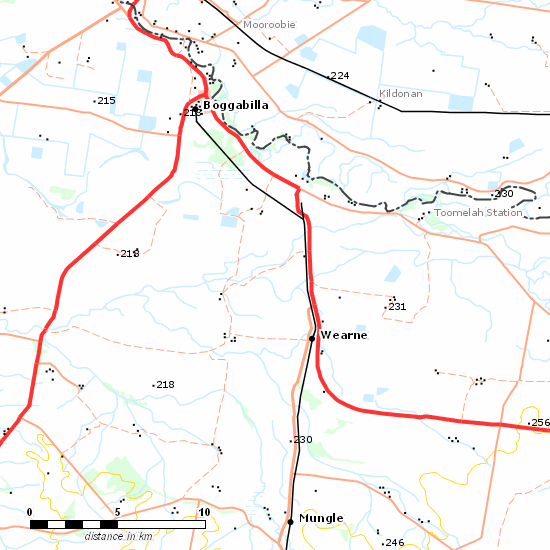 Mooroobie
224
Kildonan
215
Boggabilla
218
230
Toomelah Station
218
231
Wearne
218
256
230
0 5 10
distance in km
Mungle
246